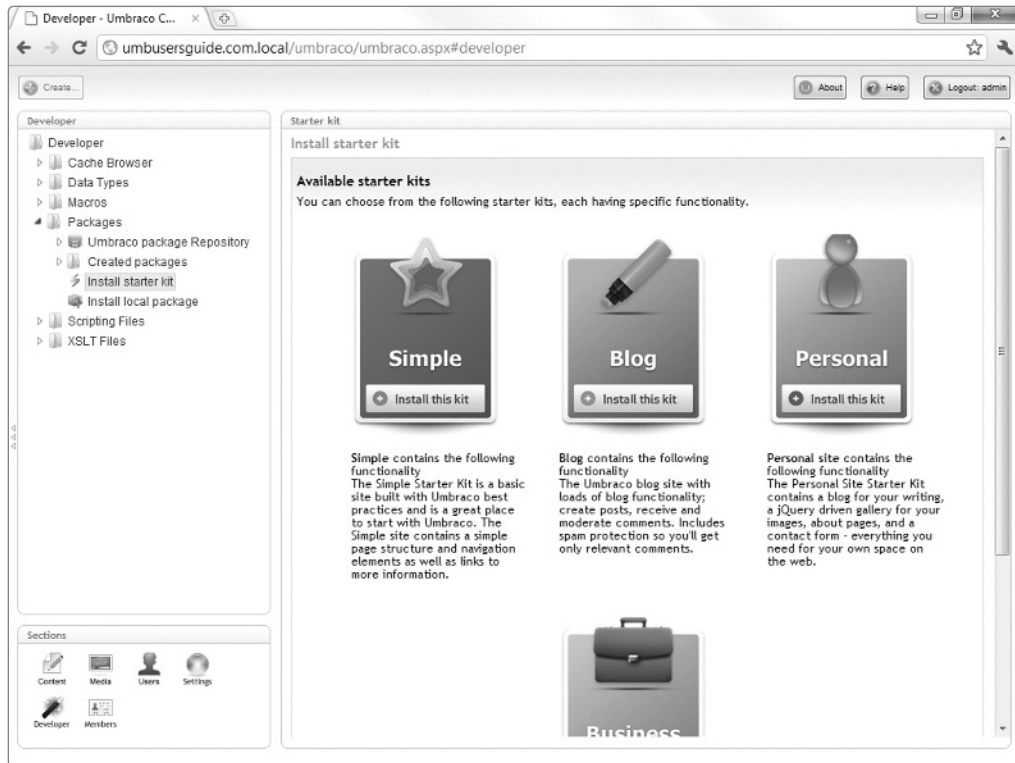 Developer - Umbraco C...
umbusersguide.com.local/umbraco/umbraco.aspx#developer
Create...
About
Help
Logout: admin
Developer
Developer
Cache Browser
Data Types
Macros
Packages
Umbraco package Repository
Created packages
Install starter kit
Install local package
Scripting Files
XSLT Files
Sections
Content
Media
Users
Settings
Developer
Members
Starter kit
Install starter kit
Available starter kits
You can choose from the following starter kits, each having specific functionality.
Simple
Install this kit
Simple contains the following
functionality
The Simple Starter Kit is a basic
site built with Umbraco best
practices and is a great place
to start with Umbraco. The
Simple site contains a simple
page structure and navigation
elements as well as links to
more information.
Blog
Install this kit
Blog contains the following
functionality
The Umbraco blog site with
loads of blog functionality;
create posts, receive and
moderate comments. Includes
spam protection so you'll get
only relevant comments.
Personal
Install this kit
Personal site contains the
following functionality
The Personal Site Starter Kit
contains a blog for your writing,
a jQuery driven gallery for your
images, about pages, and a
contact form - everything you
need for your own space on
the web.
Business